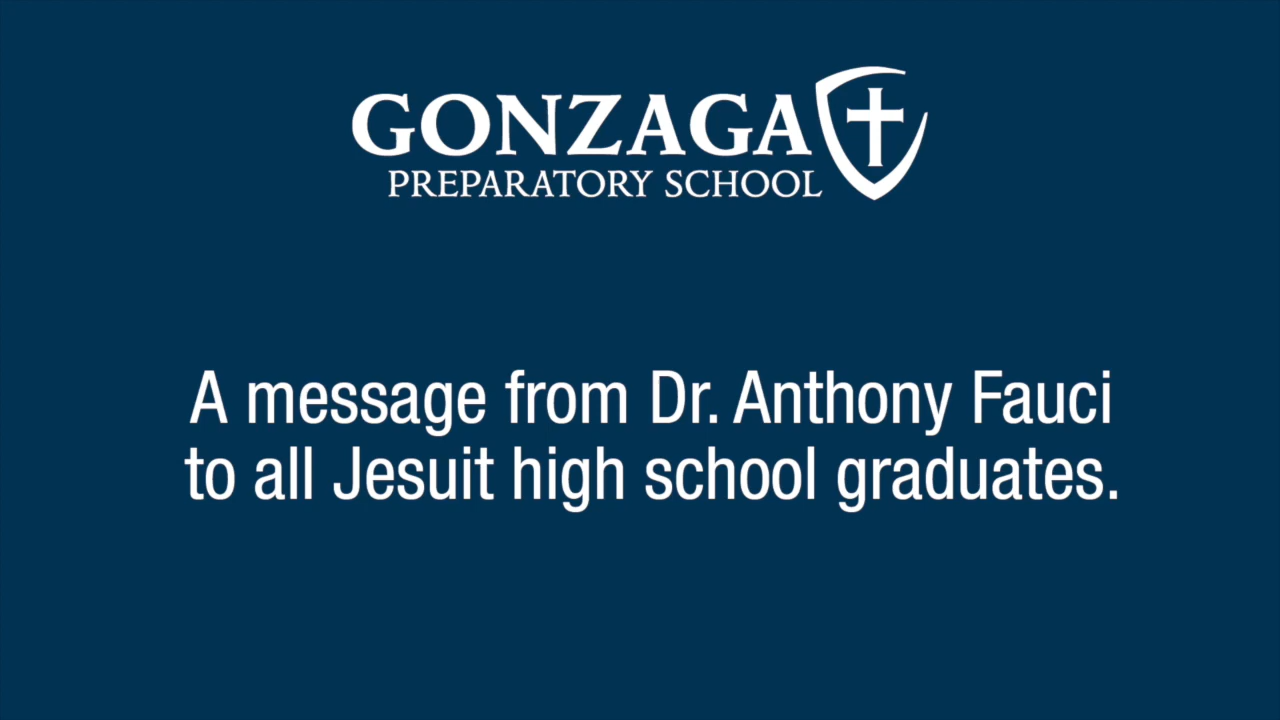 GONZAGA
PREPARATORY SCHOOL
A message from Dr. Anthony Fauci
to all Jesuit high school graduates.